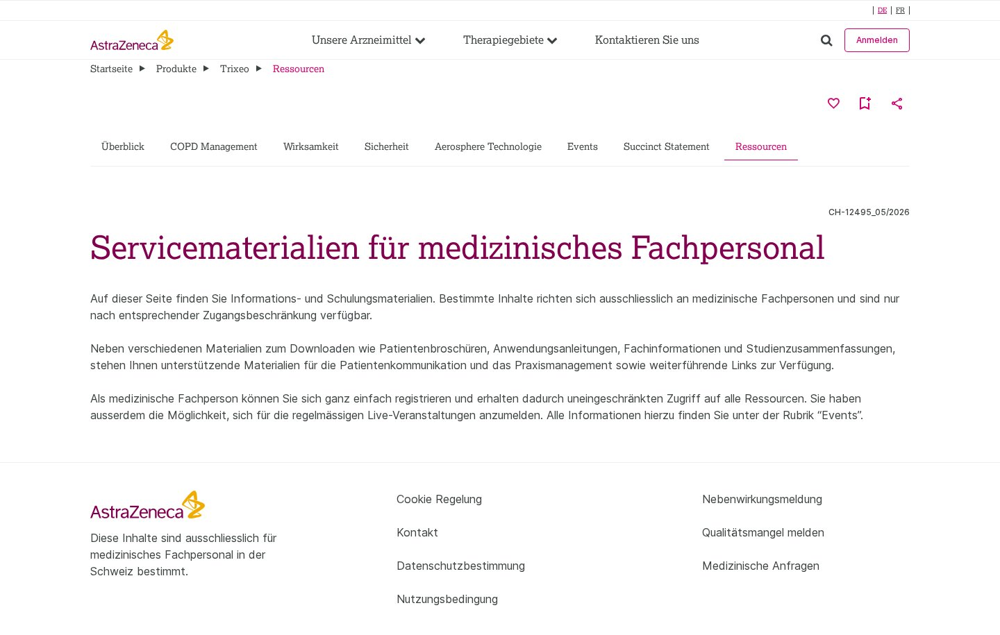 DE
FR
AstraZeneca
Unsere Arzneimittel
Therapiegebiete
Kontaktieren Sie uns
Anmelden
Startseite
Produkte
Trixeo
Ressourcen
Überblick
COPD Management
Wirksamkeit
Sicherheit
Aerosphere Technologie
Events
Succinct Statement
Ressourcen
CH-12495_05/2026
Servicematerialien für medizinisches Fachpersonal
Auf dieser Seite finden Sie Informations- und Schulungsmaterialien. Bestimmte Inhalte richten sich ausschliesslich an medizinische Fachpersonen und sind nur
nach entsprechender Zugangsbeschränkung verfügbar.
Neben verschiedenen Materialien zum Downloaden wie Patientenbroschüren, Anwendungsanleitungen, Fachinformationen und Studienzusammenfassungen,
stehen Ihnen unterstützende Materialien für die Patientenkommunikation und das Praxismanagement sowie weiterführende Links zur Verfügung.
Als medizinische Fachperson können Sie sich ganz einfach registrieren und erhalten dadurch uneingeschränkten Zugriff auf alle Ressourcen. Sie haben
ausserdem die Möglichkeit, sich für die regelmässigen Live-Veranstaltungen anzumelden. Alle Informationen hierzu finden Sie unter der Rubrik “Events”.
AstraZeneca
Diese Inhalte sind ausschliesslich für
medizinisches Fachpersonal in der
Schweiz bestimmt.
Cookie Regelung
Kontakt
Datenschutzbestimmung
Nutzungsbedingung
Nebenwirkungsmeldung
Qualitätsmangel melden
Medizinische Anfragen